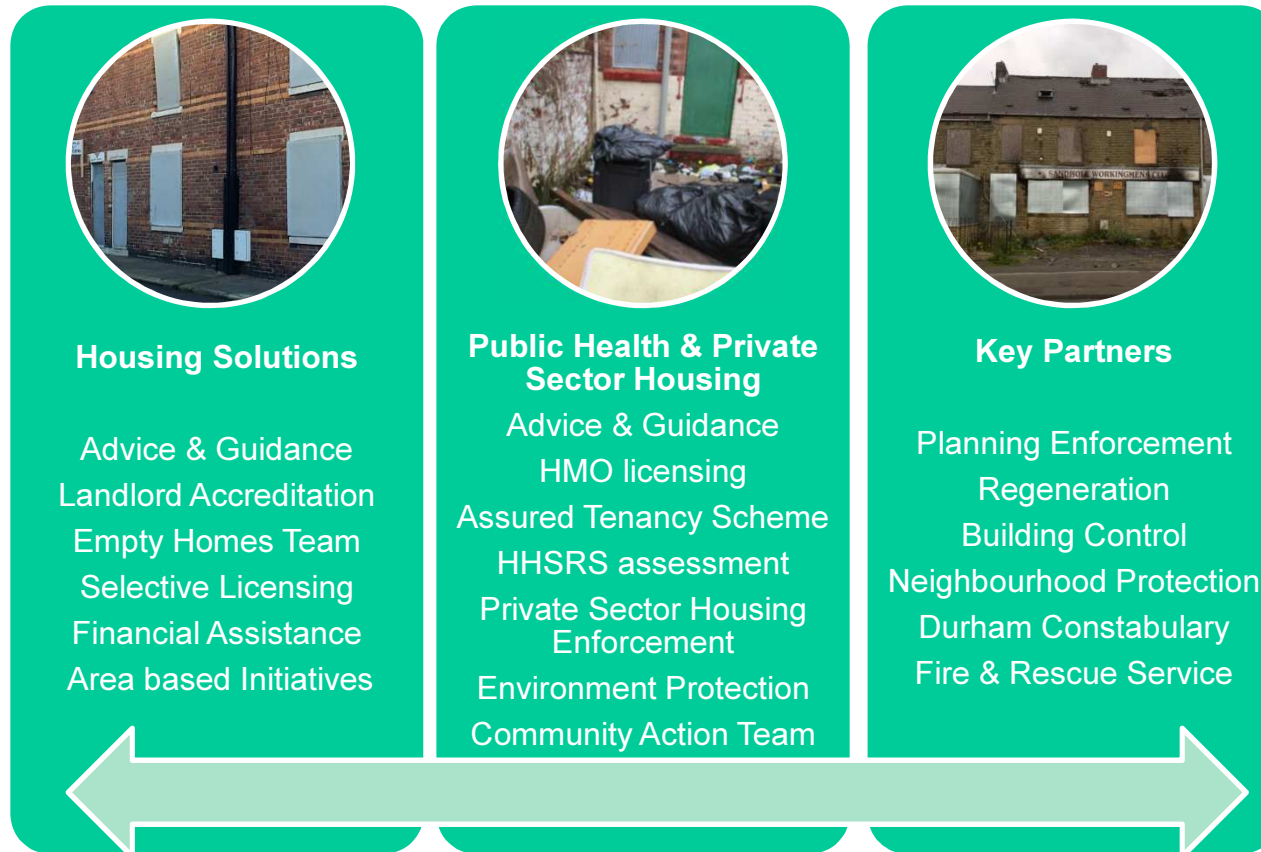 SANDHOLE WORKINGMENS
Housing Solutions
Advice & Guidance
Landlord Accreditation
Empty Homes Team
Selective Licensing
Financial Assistance
Area based Initiatives
Public Health & Private
Sector Housing
Advice & Guidance
HMO licensing
Assured Tenancy Scheme
HHSRS assessment
Private Sector Housing
Enforcement
Environment Protection
Community Action Team
Key Partners
Planning Enforcement
Regeneration
Building Control
Neighbourhood Protection
Durham Constabulary
Fire & Rescue Service